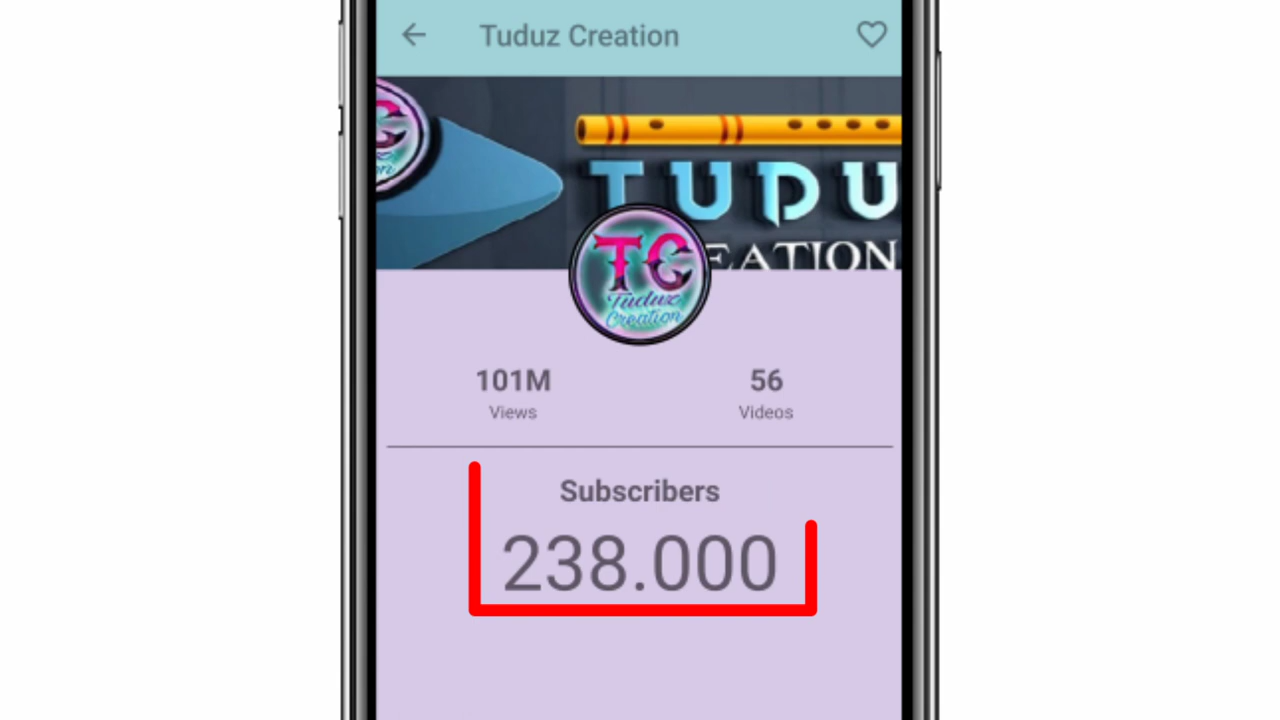 Tuduz Creation
TUDU
EATION
TC
Tuduz
Creation
101M
Views
56
Videos
Subscribers
238.000